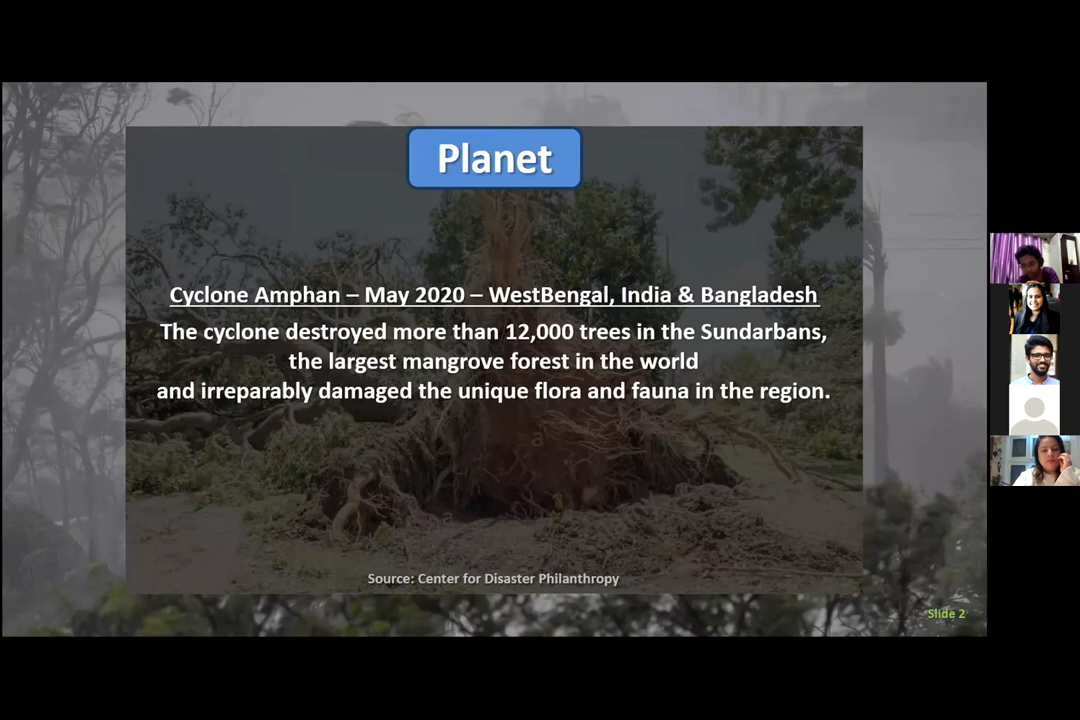 Planet
Cyclone Amphan – May 2020 – WestBengal, India & Bangladesh
The cyclone destroyed more than 12,000 trees in the Sundarbans,
the largest mangrove forest in the world
and irreparably damaged the unique flora and fauna in the region.
Source: Center for Disaster Philanthropy
Slide 2